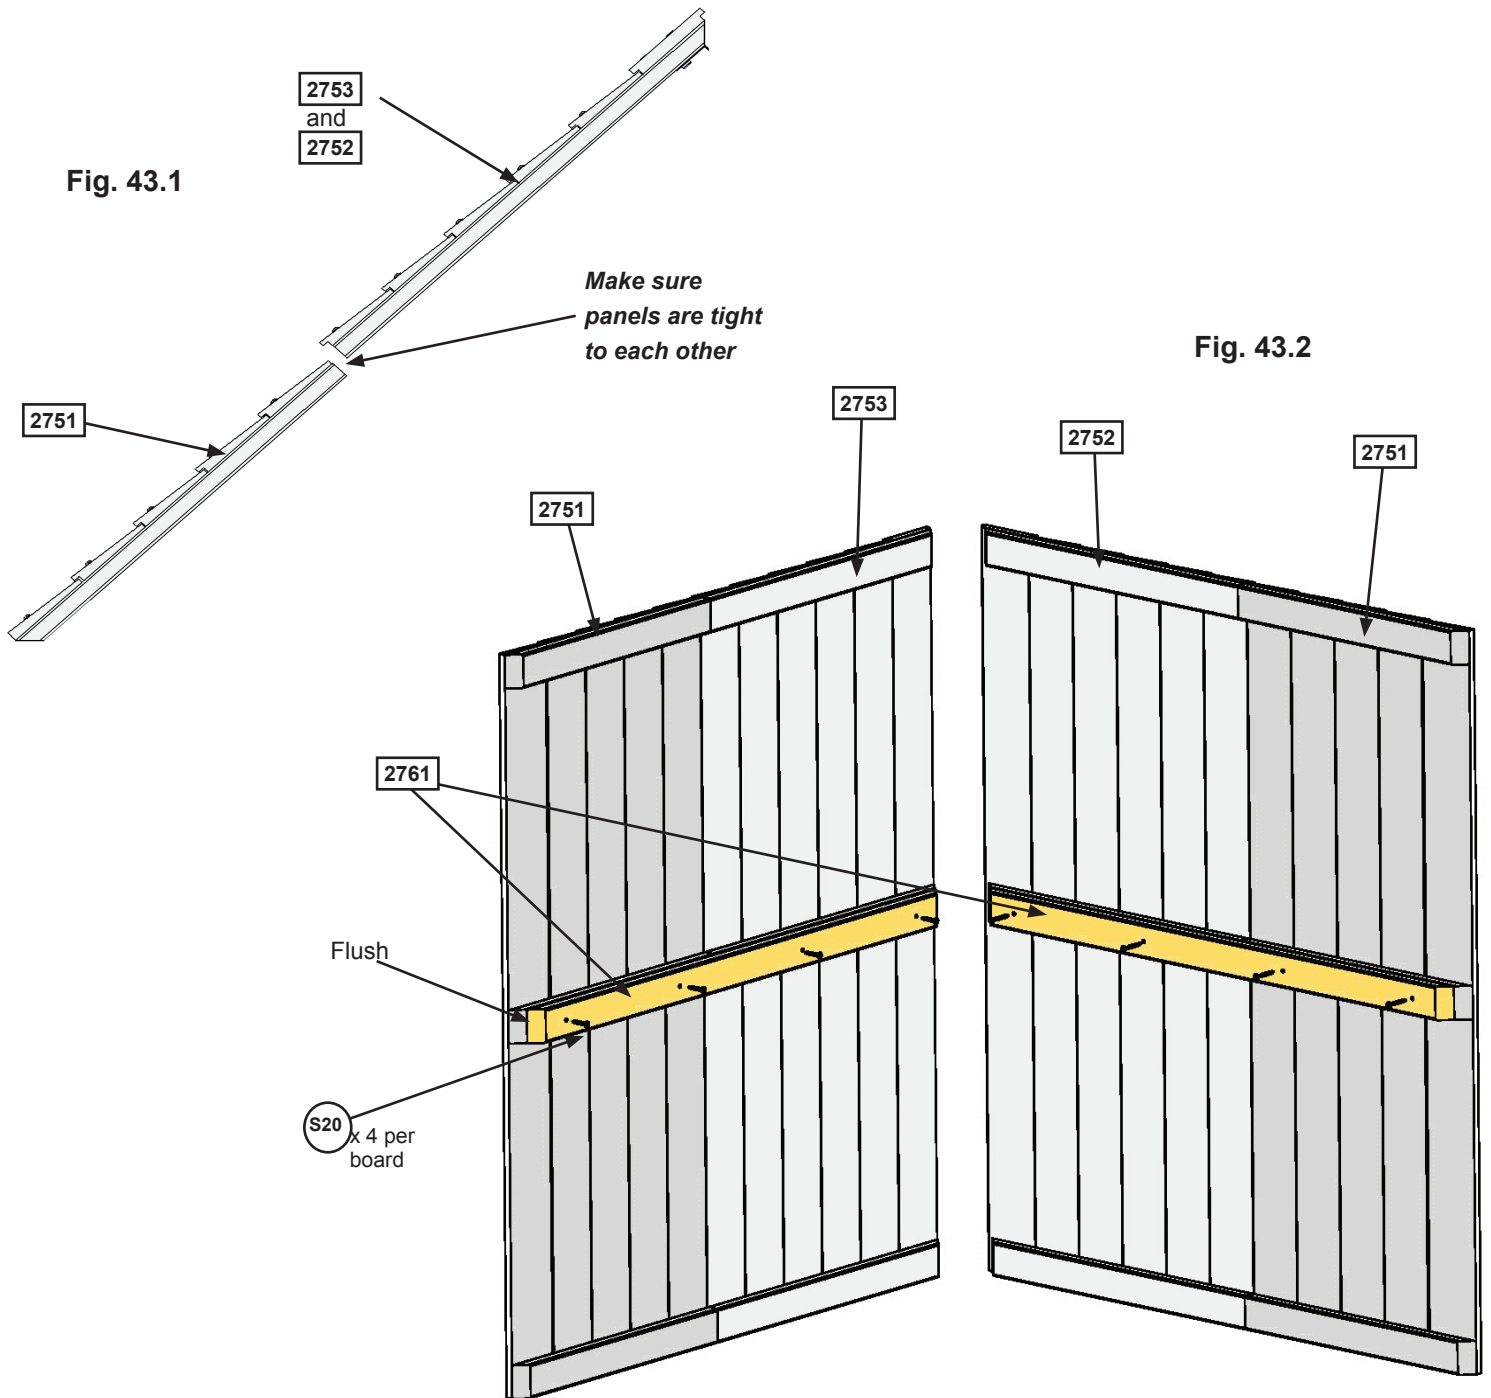 2753
and
2752
Fig. 43.1
Make sure
panels are tight
to each other
2751
Fig. 43.2
2753
2752
2751
2751
2761
Flush
S20
x 4 per
board